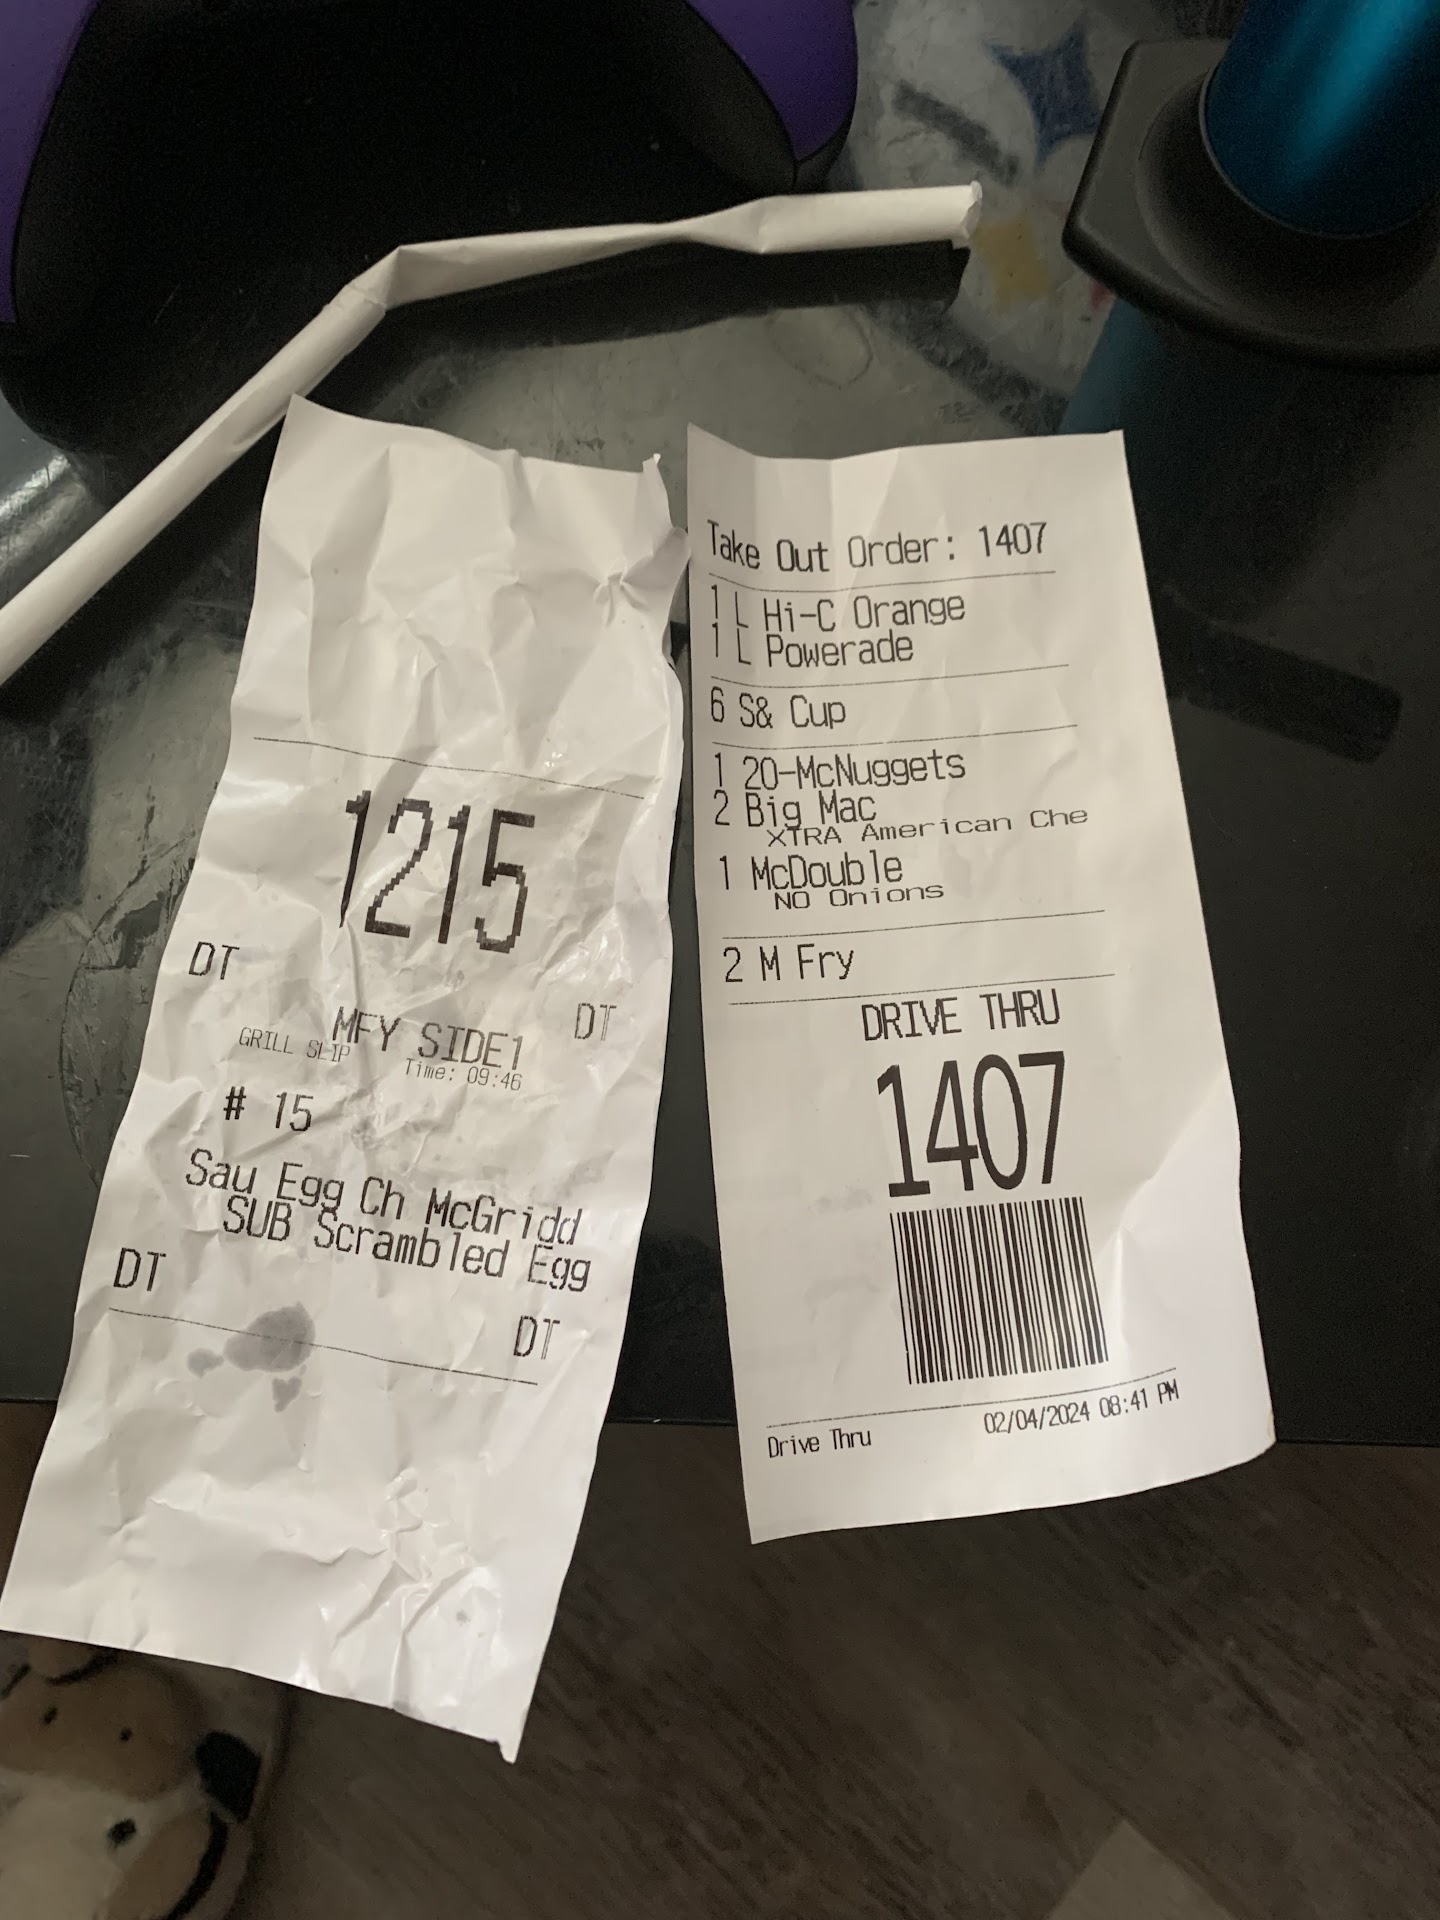 1215
DT
DT
MFY SIDE1
GRILL SLIP
Time: 09:46
# 15
Sau Egg Ch McGridd
SUB Scrambled Egg
DT
DT
Take Out Order: 1407
1 L Hi-C Orange
1 L Powerade
6 S& Cup
1 20-McNuggets
2 Big Mac
XTRA American Che
1 McDouble
NO Onions
2 M Fry
DRIVE THRU
1407
Drive Thru 02/04/2024 08:41 PM